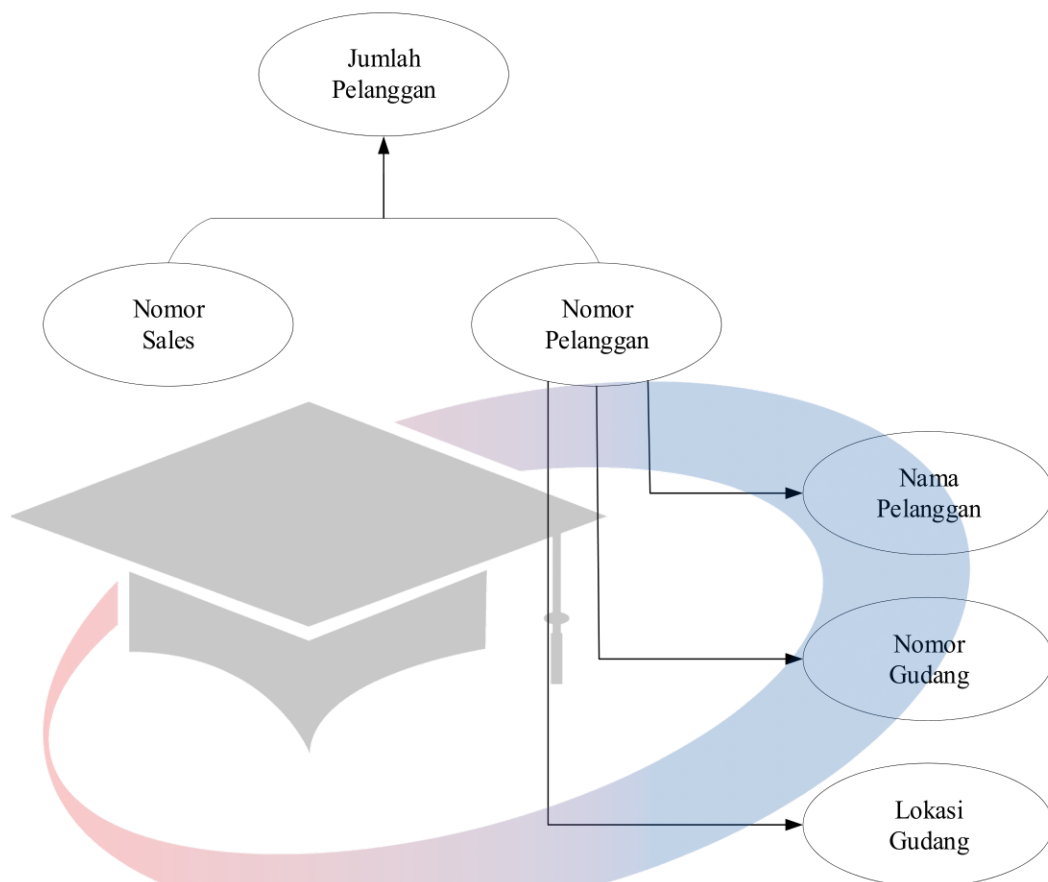 Jumlah
Pelanggan
Nomor
Sales
Nomor
Pelanggan
Nama
Pelanggan
Nomor
Gudang
Lokasi
Gudang